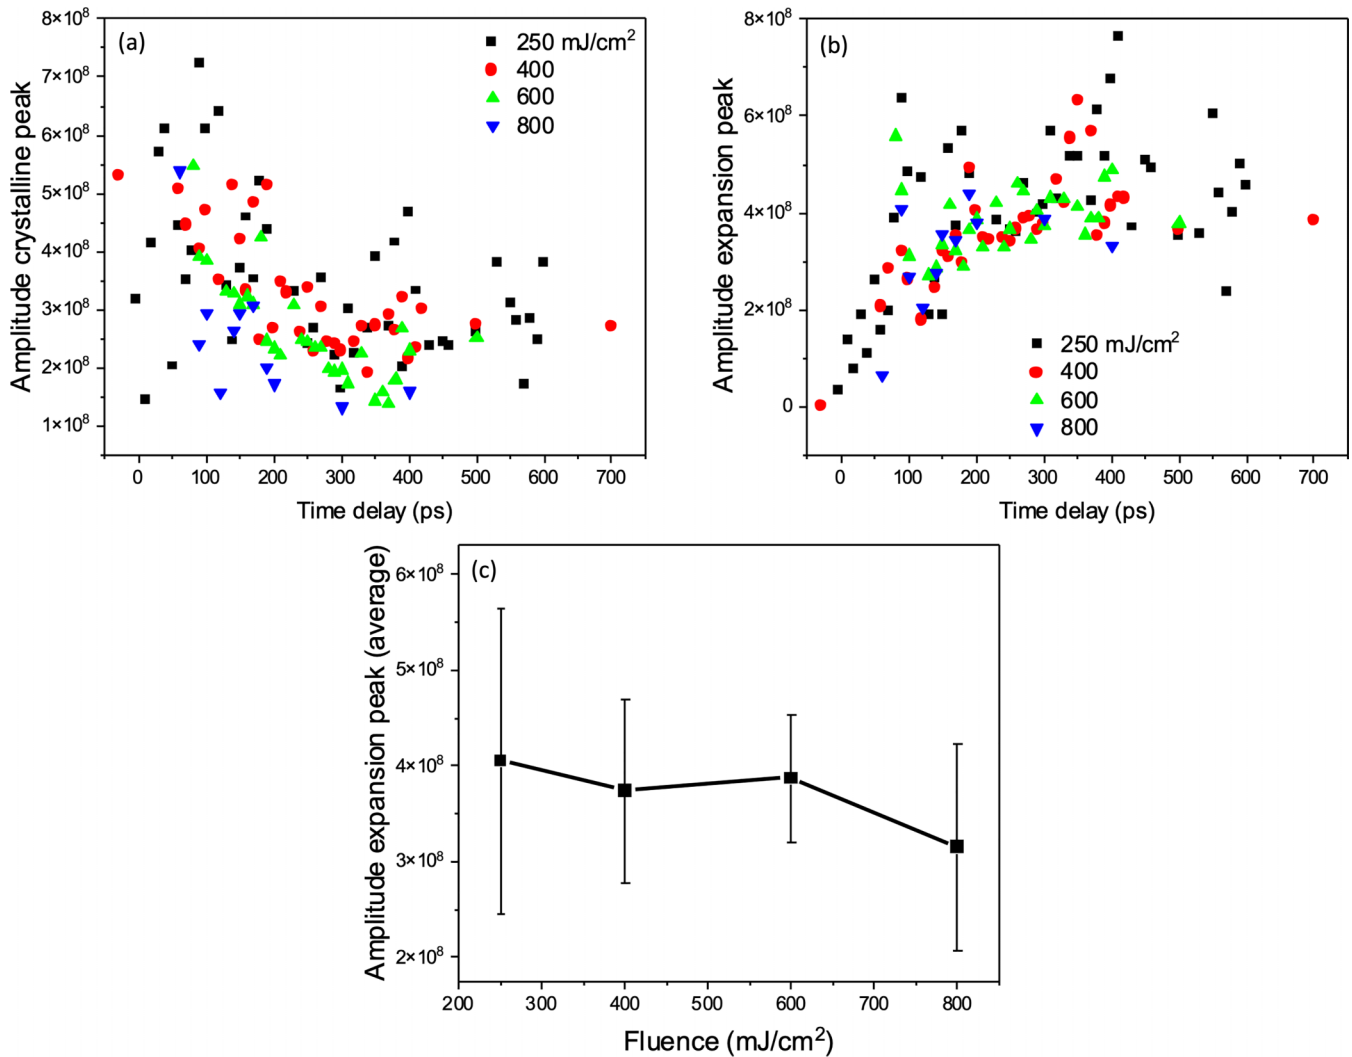 (a)
Amplitude crystalline peak
8×10⁸
7×10⁸
6×10⁸
5×10⁸
4×10⁸
3×10⁸
2×10⁸
1×10⁸
250 mJ/cm²
400
600
800
0 100 200 300 400 500 600 700
Time delay (ps)
(b)
Amplitude expansion peak
8×10⁸
6×10⁸
4×10⁸
2×10⁸
0
250 mJ/cm²
400
600
800
0 100 200 300 400 500 600 700
Time delay (ps)
(c)
Amplitude expansion peak (average)
6×10⁸
5×10⁸
4×10⁸
3×10⁸
2×10⁸
200 300 400 500 600 700 800
Fluence (mJ/cm²)